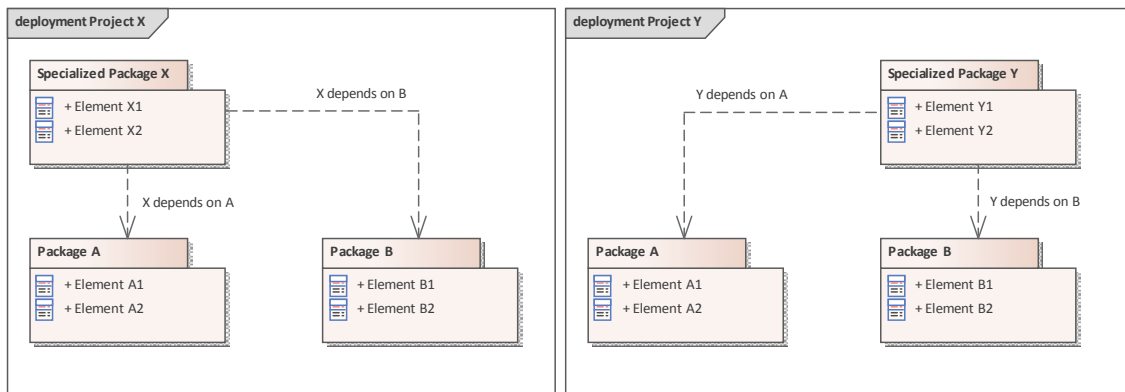 deployment Project X
Specialized Package X
+ Element X1
+ Element X2
X depends on B
X depends on A
Package A
+ Element A1
+ Element A2
Package B
+ Element B1
+ Element B2
deployment Project Y
Specialized Package Y
+ Element Y1
+ Element Y2
Y depends on A
Y depends on B
Package A
+ Element A1
+ Element A2
Package B
+ Element B1
+ Element B2